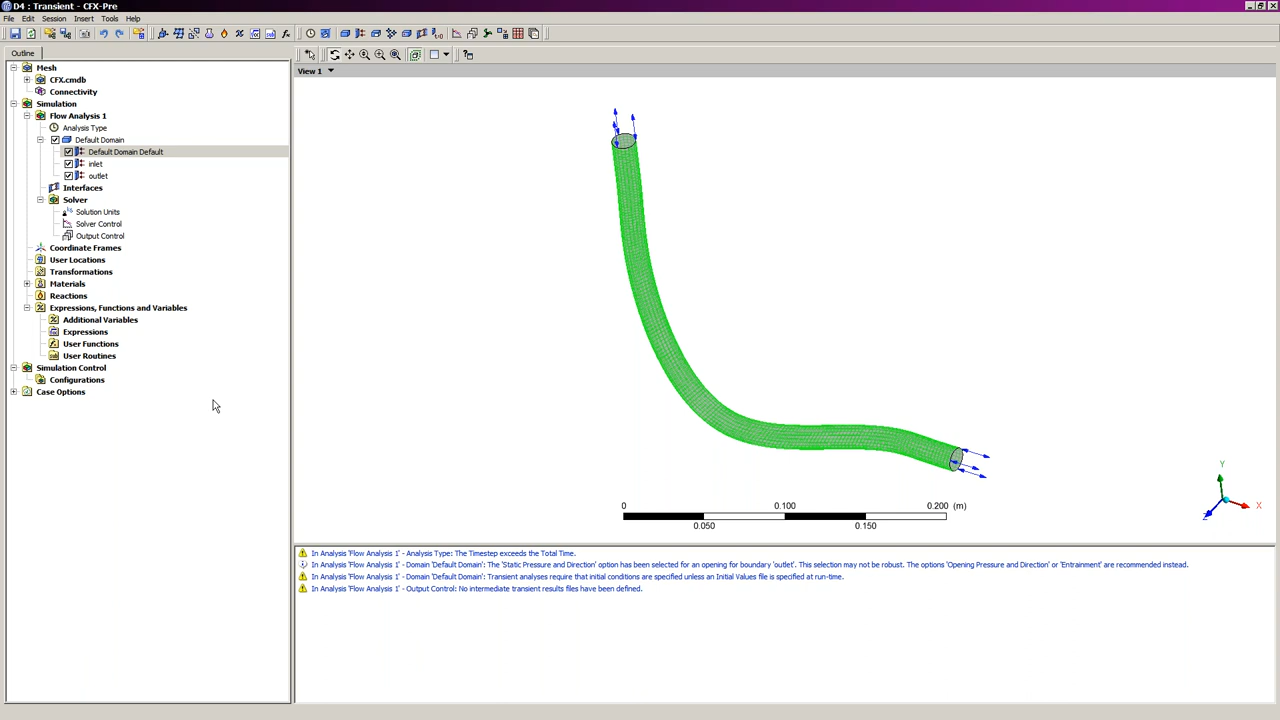 D4 : Transient - CFX-Pre
File Edit Session Insert Tools Help
Outline
View 1
Mesh
CFX.cmdb
Connectivity
Simulation
Flow Analysis 1
Analysis Type
Default Domain
Default Domain Default
inlet
outlet
Interfaces
Solver
Solution Units
Solver Control
Output Control
Coordinate Frames
User Locations
Transformations
Materials
Reactions
Expressions, Functions and Variables
Additional Variables
Expressions
User Functions
User Routines
Simulation Control
Configurations
Case Options
0 0.100 0.200 (m)
0.050 0.150
Y
X
Z
In Analysis 'Flow Analysis 1' - Analysis Type: The Timestep exceeds the Total Time.
In Analysis 'Flow Analysis 1' - Domain 'Default Domain': The 'Static Pressure and Direction' option has been selected for an opening for boundary 'outlet'. This selection may not be robust. The options 'Opening Pressure and Direction' or 'Entrainment' are recommended instead.
In Analysis 'Flow Analysis 1' - Domain 'Default Domain': Transient analyses require that initial conditions are specified unless an Initial Values file is specified at run-time.
In Analysis 'Flow Analysis 1' - Output Control: No intermediate transient results files have been defined.